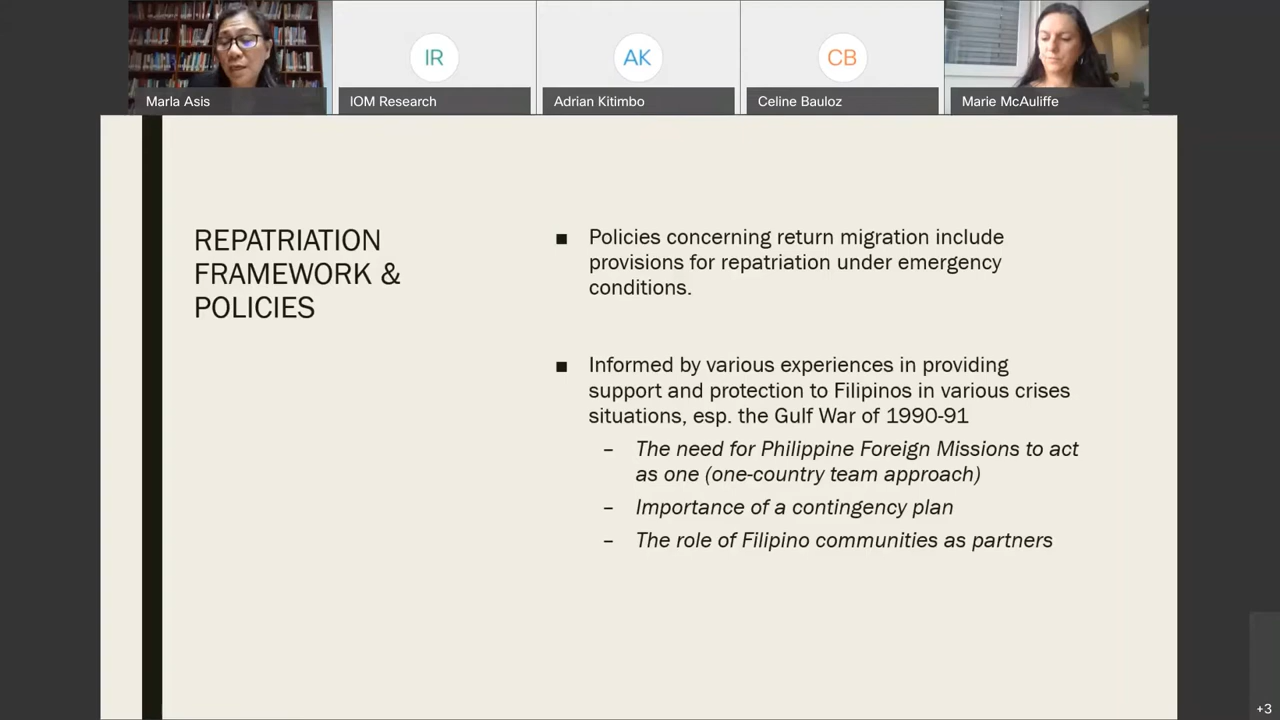 IR
AK
CB
Marla Asis
IOM Research
Adrian Kitimbo
Celine Bauloz
Marie McAuliffe
REPATRIATION
FRAMEWORK &
POLICIES
■ Policies concerning return migration include
provisions for repatriation under emergency
conditions.
■ Informed by various experiences in providing
support and protection to Filipinos in various crises
situations, esp. the Gulf War of 1990-91
– The need for Philippine Foreign Missions to act
as one (one-country team approach)
– Importance of a contingency plan
– The role of Filipino communities as partners
+3